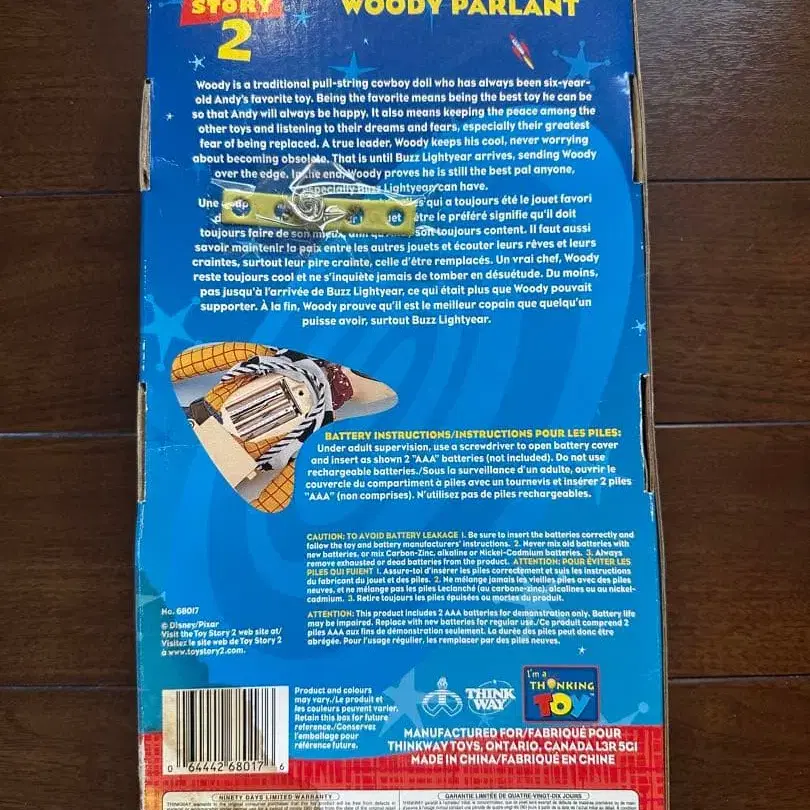 STORY
2
WOODY PARLANT
Woody is a traditional pull-string cowboy doll who has always been six-year-
old Andy's favorite toy. Being the favorite means being the best toy he can be
so that Andy will always be happy. It also means keeping the peace among the
other toys and listening to their dreams and fears, especially their greatest
fear of being replaced. A true leader, Woody keeps his cool, never worrying
about becoming obsolete. That is until Buzz Lightyear arrives, sending Woody
over the edge. In the end, Woody proves he is still the best pal anyone,
especially Buzz Lightyear can have.
Une qui a toujours été le jouet favori
être le préféré signifie qu'il doit
toujours faire de son mieux, soit toujours content. Il faut aussi
savoir maintenir la paix entre les autres jouets et écouter leurs rêves et leurs
craintes, surtout leur pire crainte, celle d'être remplacés. Un vrai chef, Woody
reste toujours cool et ne s'inquiète jamais de tomber en désuétude. Du moins,
pas jusqu'à l'arrivée de Buzz Lightyear, ce qui était plus que Woody pouvait
supporter. À la fin, Woody prouve qu'il est le meilleur copain que quelqu'un
puisse avoir, surtout Buzz Lightyear.
BATTERY INSTRUCTIONS/INSTRUCTIONS POUR LES PILES:
Under adult supervision, use a screwdriver to open battery cover
and insert as shown 2 "AAA" batteries (not included). Do not use
rechargeable batteries./Sous la surveillance d'un adulte, ouvrir le
couvercle du compartiment à piles avec un tournevis et insérer 2 piles
"AAA" (non comprises). N'utilisez pas de piles rechargeables.
CAUTION: TO AVOID BATTERY LEAKAGE 1. Be sure to insert the batteries correctly and
follow the toy and battery manufacturers' instructions. 2. Never mix old batteries with
new batteries, or mix Carbon-Zinc, alkaline or Nickel-Cadmium batteries. 3. Always
remove exhausted or dead batteries from the product. ATTENTION: POUR ÉVITER LES
PILES QUI FUIENT 1. Assure-toi d'insérer les piles correctement et suis les instructions
du fabricant du jouet et des piles. 2. Ne mélange jamais les vieilles piles avec des piles
neuves, et ne mélange pas les piles Leclanché (au carbone-zinc), alcalines ou au nickel-
cadmium. 3. Retire toujours les piles épuisées ou mortes du produit.
ATTENTION: This product includes 2 AAA batteries for demonstration only. Battery life
may be impaired. Replace with new batteries for regular use./Ce produit comprend 2
piles AAA aux fins de démonstration seulement. La durée des piles peut donc être
abrégée. Pour l'usage régulier, les remplacer par des piles neuves.
No. 68017
© Disney/Pixar
Visit the Toy Story 2 web site at/
Visitez le site web de Toy Story 2
à www.toystory2.com.
0 64442 68017 6
Product and colours
may vary./Le produit et
les couleurs peuvent varier.
Retain this box for future
reference./Conservez
l'emballage pour
référence future.
THINK
WAY
I'm a
THINKING
TOY
MANUFACTURED FOR/FABRIQUÉ POUR
THINKWAY TOYS, ONTARIO, CANADA L3R 5G1
MADE IN CHINA/FABRIQUÉ EN CHINE
NINETY DAYS LIMITED WARRANTY
GARANTIE LIMITÉE DE QUATRE-VINGT-DIX JOURS